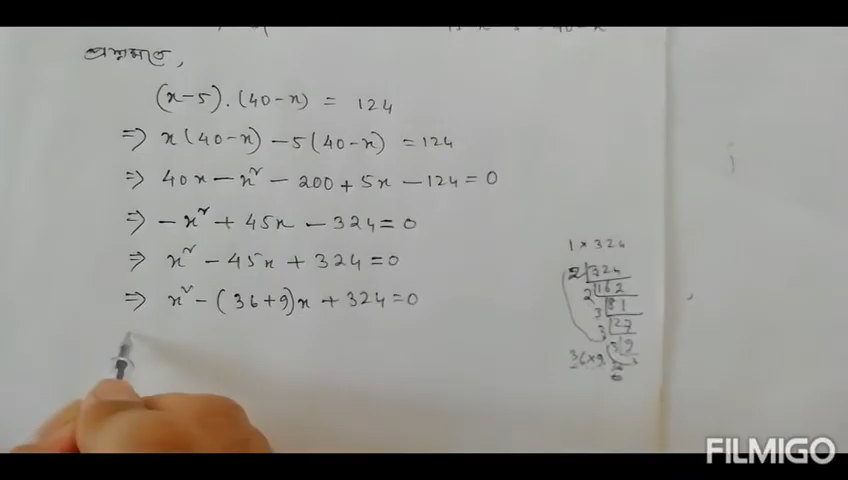 প্রশ্নমতে,
(x-5).(40-x) = 124
⇒ x(40-x) - 5(40-x) = 124
⇒ 40x - x² - 200 + 5x - 124 = 0
⇒ -x² + 45x - 324 = 0
⇒ x² - 45x + 324 = 0
⇒ x² - (36+9)x + 324 = 0
1 × 324
2|324
2|162
3|81
3|27
3|9
36×9
FILMIGO